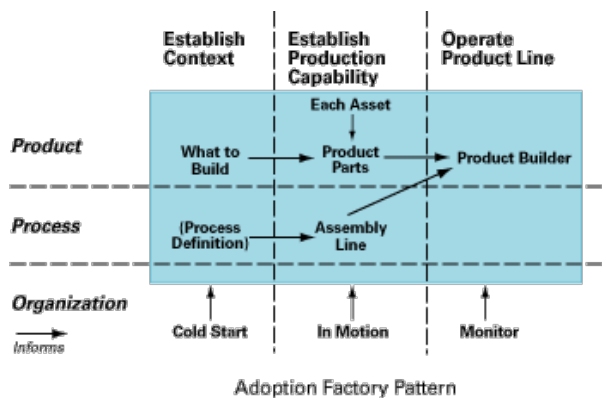 Establish
Context
Establish
Production
Capability
Operate
Product Line
Each Asset
Product
What to
Build
Product
Parts
Product Builder
Process
(Process
Definition)
Assembly
Line
Organization
Informs
Cold Start
In Motion
Monitor
Adoption Factory Pattern